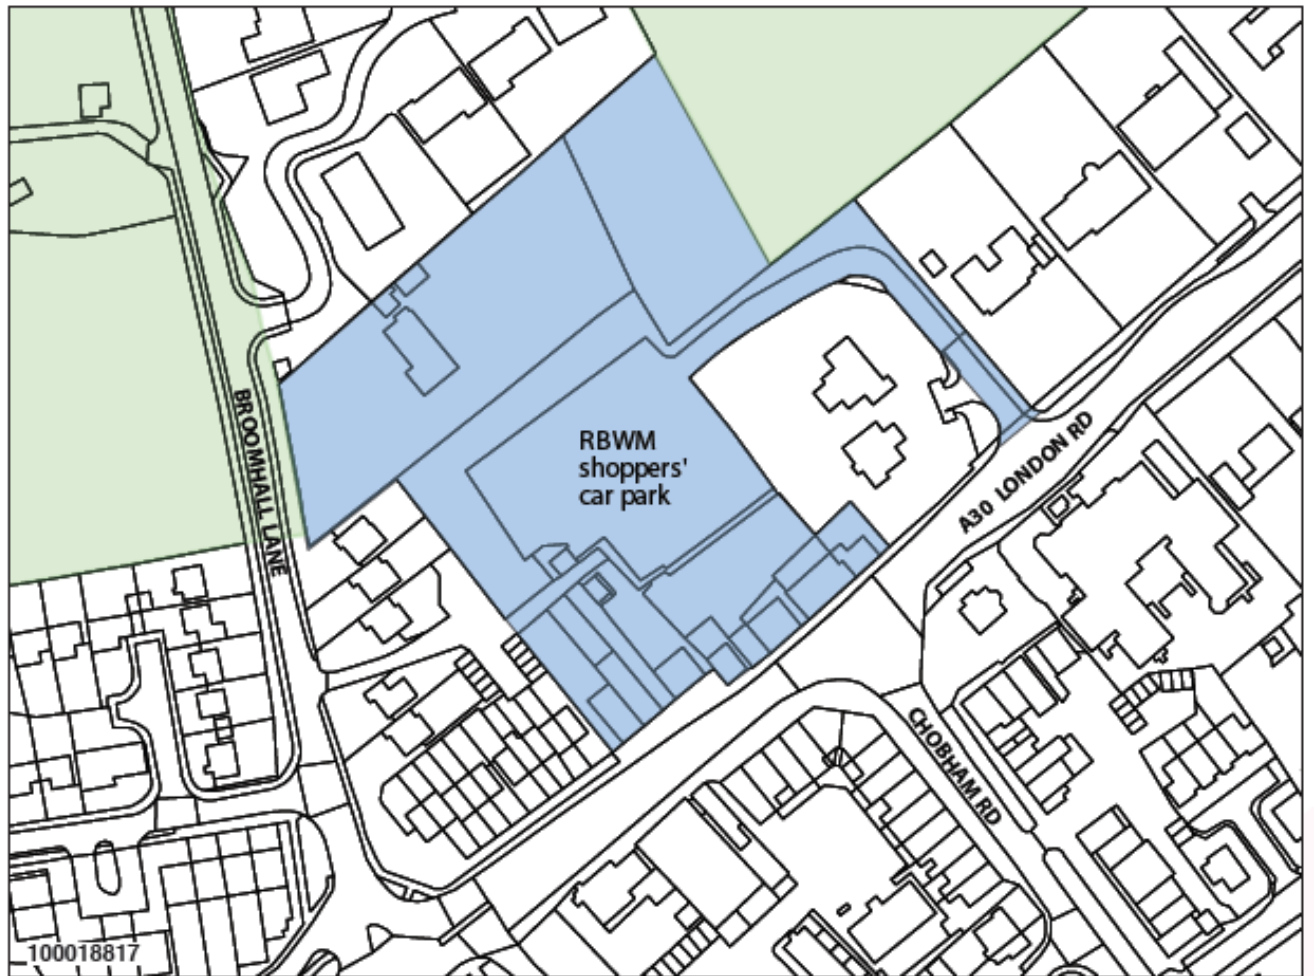 BROOMHALL LANE
RBWM
shoppers'
car park
A30 LONDON RD
CHOBHAM RD
100018817